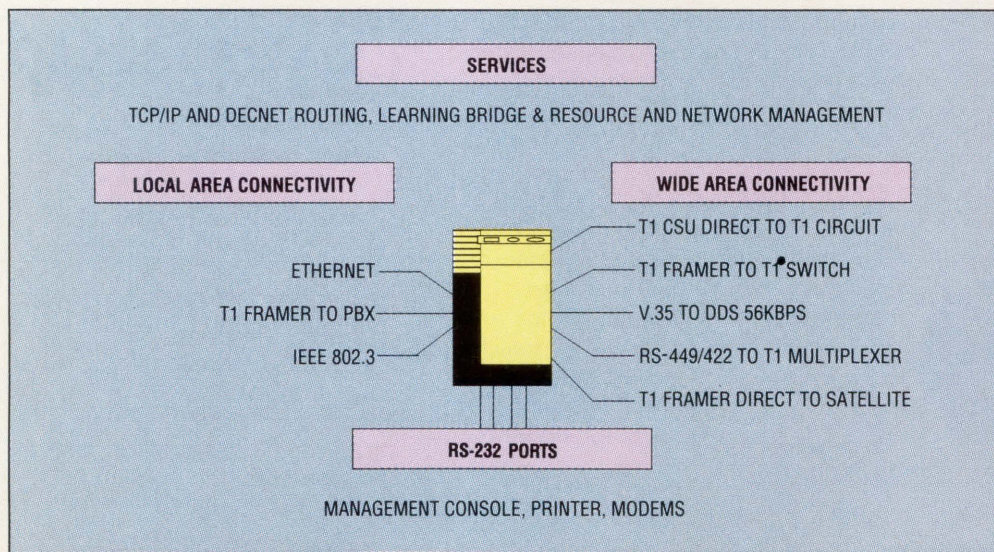 SERVICES
TCP/IP AND DECNET ROUTING, LEARNING BRIDGE & RESOURCE AND NETWORK MANAGEMENT
LOCAL AREA CONNECTIVITY
ETHERNET
T1 FRAMER TO PBX
IEEE 802.3
WIDE AREA CONNECTIVITY
T1 CSU DIRECT TO T1 CIRCUIT
T1 FRAMER TO T1 SWITCH
V.35 TO DDS 56KBPS
RS-449/422 TO T1 MULTIPLEXER
T1 FRAMER DIRECT TO SATELLITE
RS-232 PORTS
MANAGEMENT CONSOLE, PRINTER, MODEMS